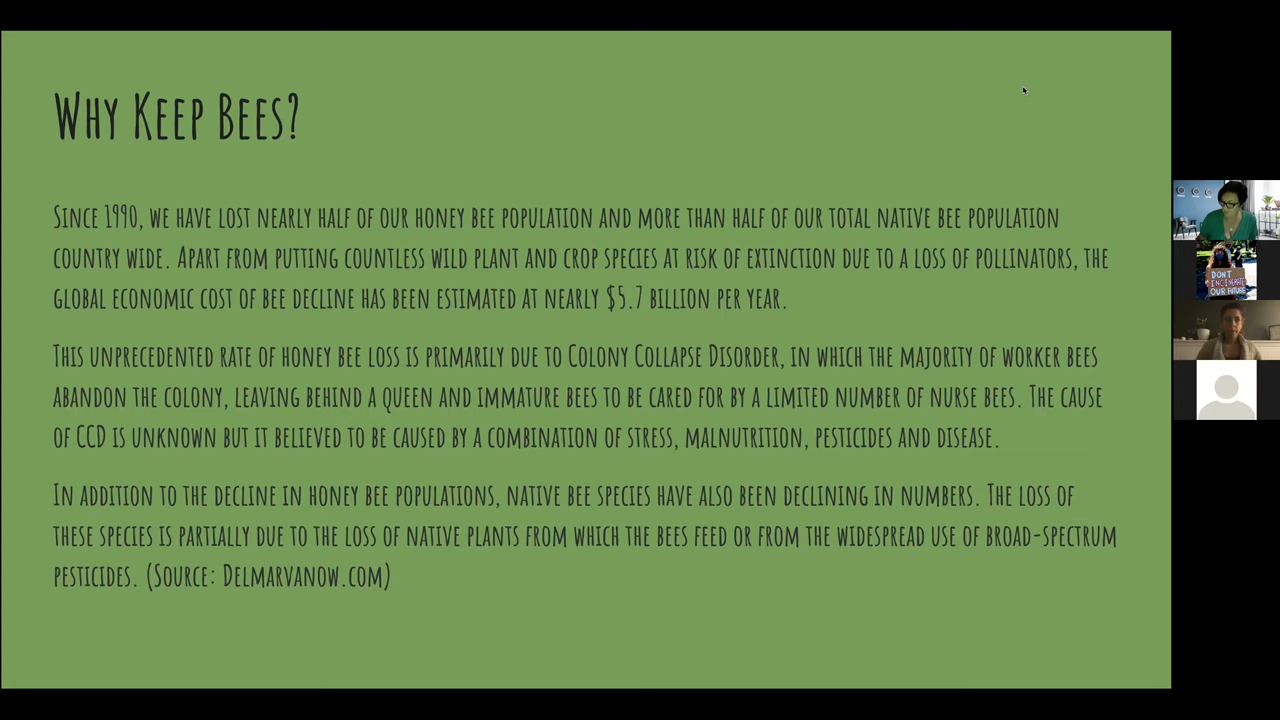 Why Keep Bees?
Since 1990, we have lost nearly half of our honey bee population and more than half of our total native bee population
country wide. Apart from putting countless wild plant and crop species at risk of extinction due to a loss of pollinators, the
global economic cost of bee decline has been estimated at nearly $5.7 billion per year.
This unprecedented rate of honey bee loss is primarily due to Colony Collapse Disorder, in which the majority of worker bees
abandon the colony, leaving behind a queen and immature bees to be cared for by a limited number of nurse bees. The cause
of CCD is unknown but it believed to be caused by a combination of stress, malnutrition, pesticides and disease.
In addition to the decline in honey bee populations, native bee species have also been declining in numbers. The loss of
these species is partially due to the loss of native plants from which the bees feed or from the widespread use of broad-spectrum
pesticides. (Source: Delmarvanow.com)
DONT
INCINERATE
OUR FUTURE